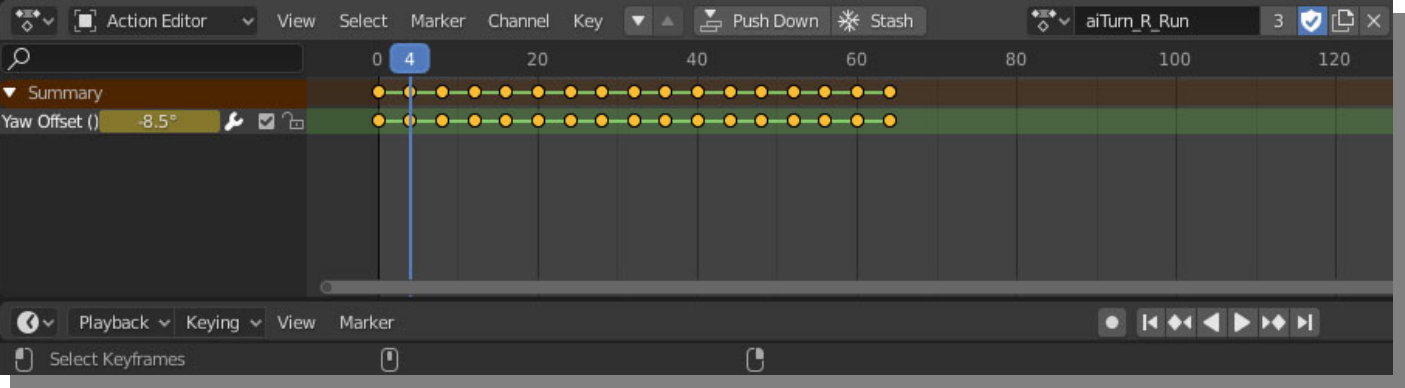 Action Editor View Select Marker Channel Key Push Down Stash aiTurn_R_Run 3
0 4 20 40 60 80 100 120
Summary
Yaw Offset () -8.5°
Playback Keying View Marker
Select Keyframes